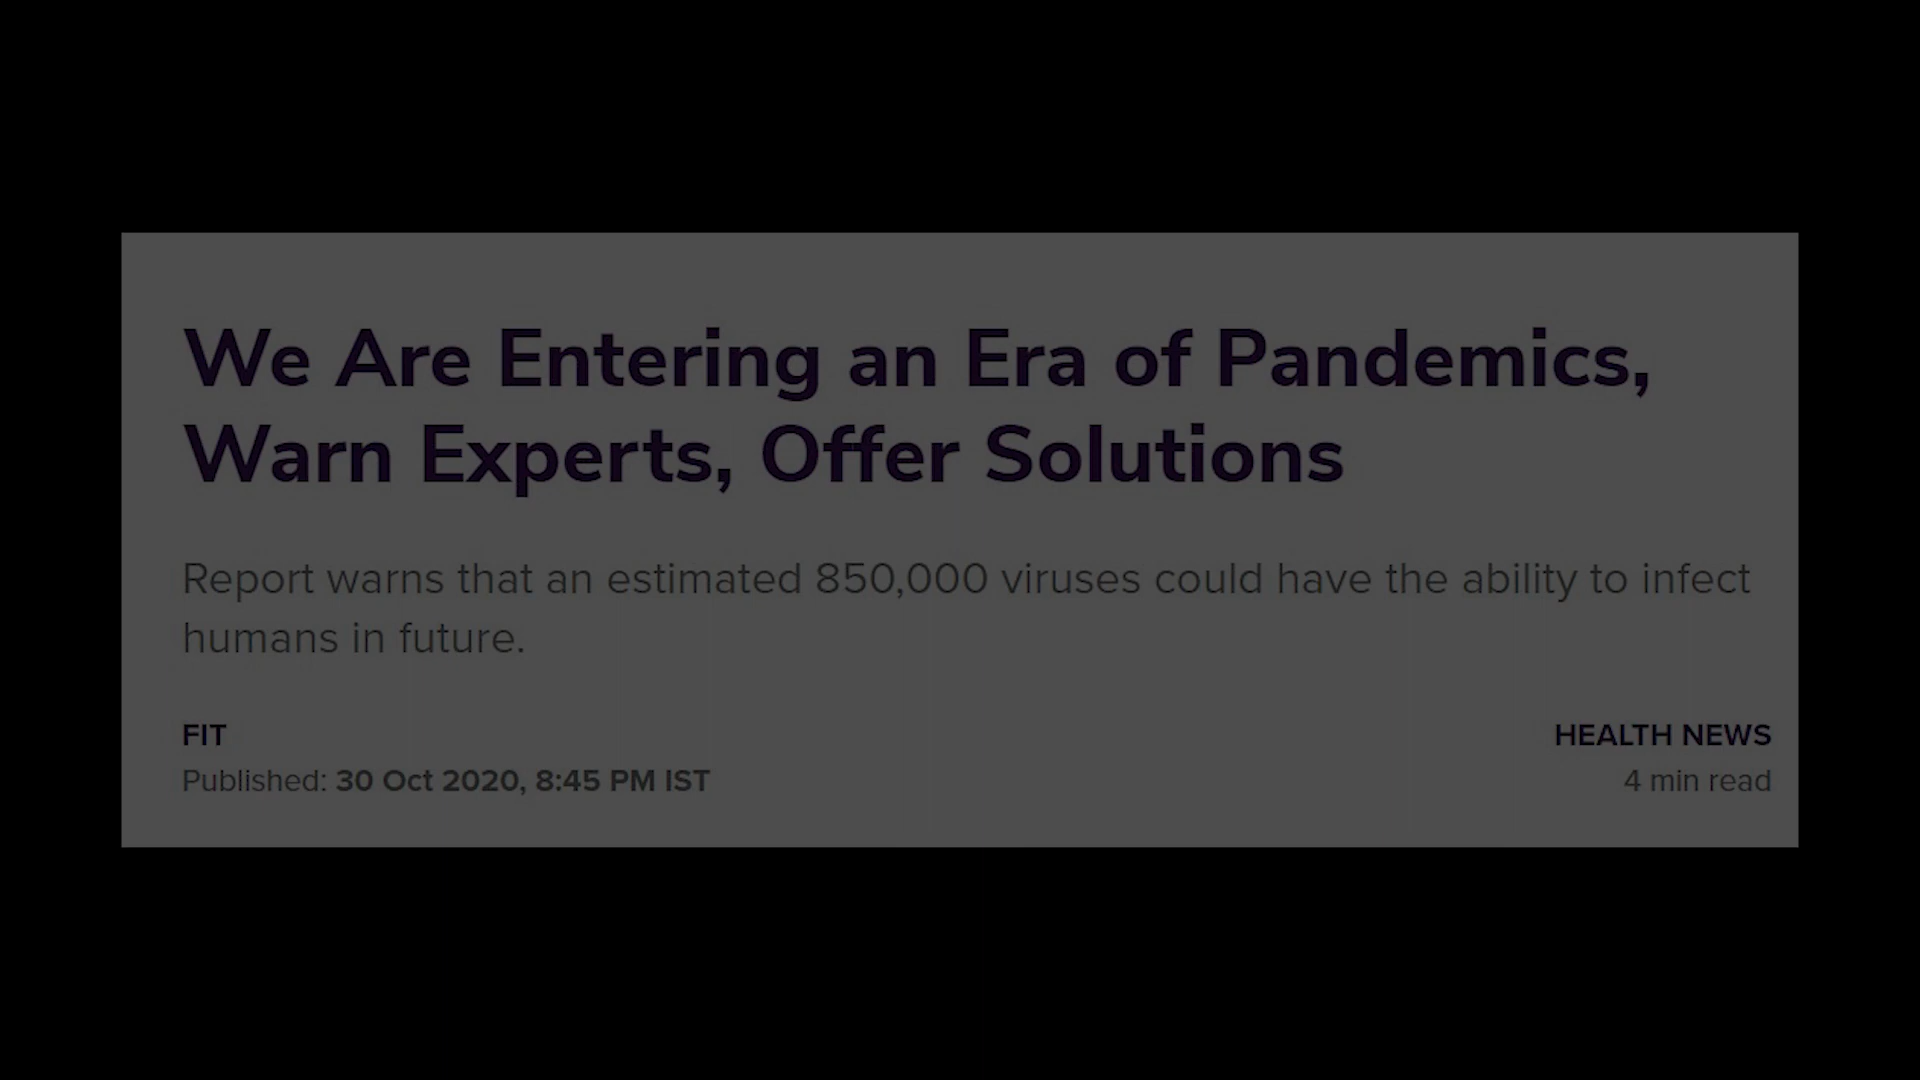 We Are Entering an Era of Pandemics,
Warn Experts, Offer Solutions
Report warns that an estimated 850,000 viruses could have the ability to infect
humans in future.
FIT
HEALTH NEWS
Published: 30 Oct 2020, 8:45 PM IST
4 min read